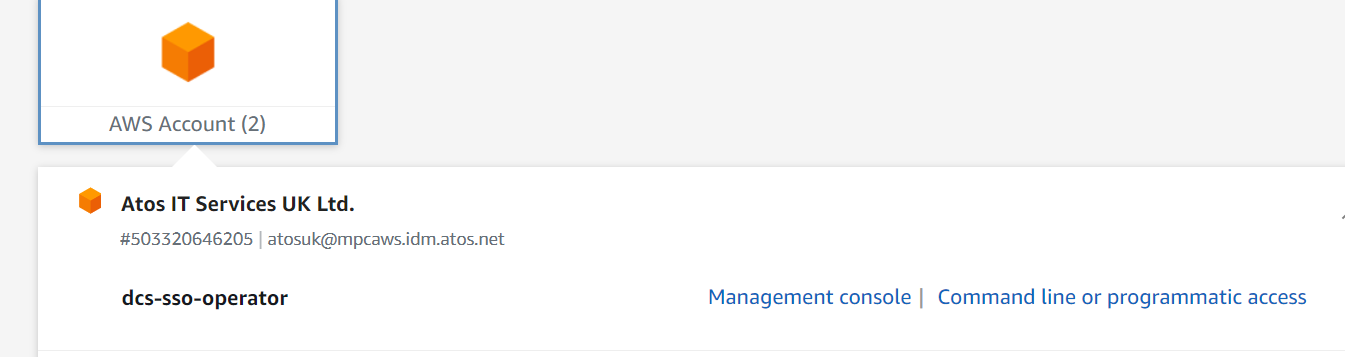 AWS Account (2)
Atos IT Services UK Ltd.
#503320646205 | atosuk@mpcaws.idm.atos.net
dcs-sso-operator Management console | Command line or programmatic access